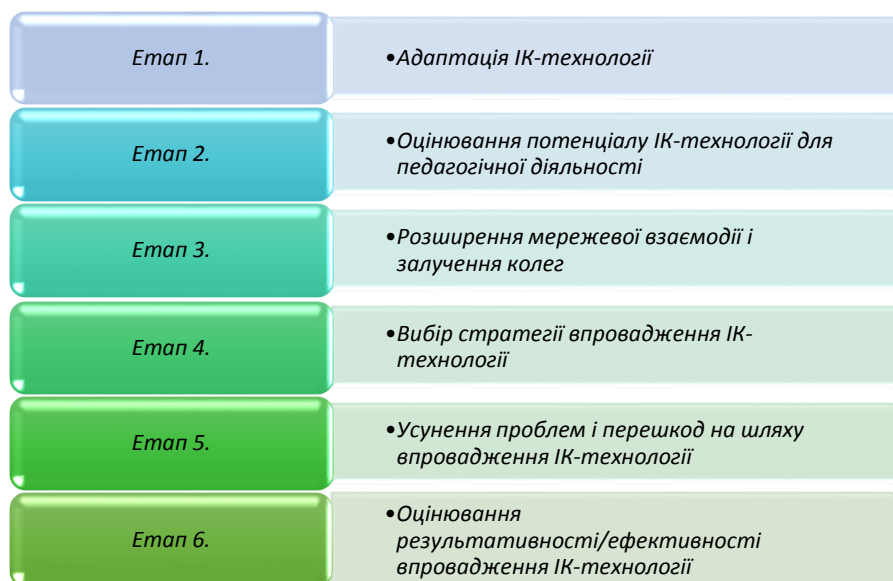 Етап 1.
•Адаптація ІК-технології
Етап 2.
•Оцінювання потенціалу ІК-технології для
педагогічної діяльності
Етап 3.
•Розширення мережевої взаємодії і
залучення колег
Етап 4.
•Вибір стратегії впровадження ІК-
технології
Етап 5.
•Усунення проблем і перешкод на шляху
впровадження ІК-технології
Етап 6.
•Оцінювання
результативності/ефективності
впровадження ІК-технології